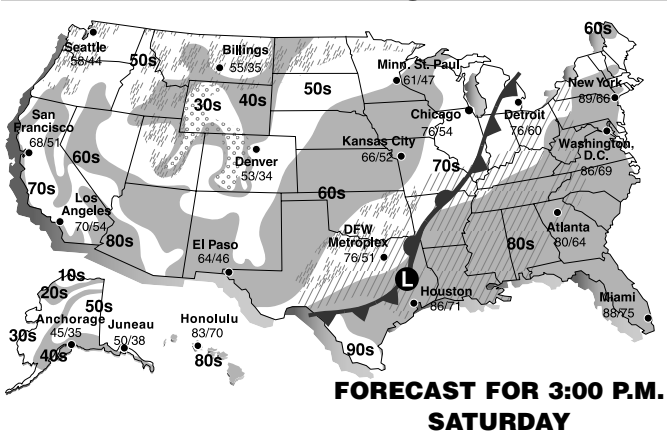 60s
Seattle
58/44
50s
Billings
55/35
Minn. St. Paul
61/47
50s
40s
30s
New York
89/66
Chicago
76/54
Detroit
76/60
San
Francisco
68/51
Kansas City
66/52
Washington,
D.C.
86/69
60s
Denver
53/34
70s
70s
60s
Los
Angeles
70/54
80s
El Paso
64/46
DFW
Metroplex
76/51
80s
Atlanta
80/64
L
10s
20s
50s
Houston
86/71
Miami
88/75
Anchorage
45/35
Juneau
50/38
Honolulu
83/70
30s
40s
80s
90s
FORECAST FOR 3:00 P.M.
SATURDAY